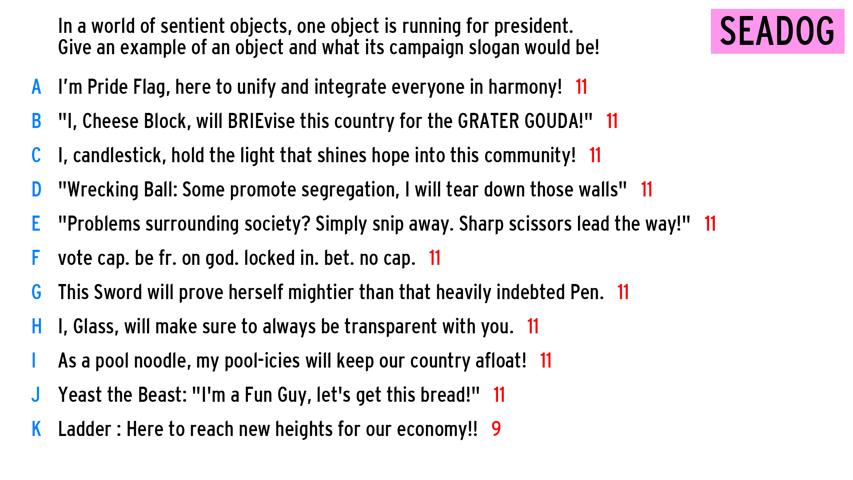 In a world of sentient objects, one object is running for president.
Give an example of an object and what its campaign slogan would be!
SEADOG
A I'm Pride Flag, here to unify and integrate everyone in harmony! 11
B "I, Cheese Block, will BRIEvise this country for the GRATER GOUDA!" 11
C I, candlestick, hold the light that shines hope into this community! 11
D "Wrecking Ball: Some promote segregation, I will tear down those walls" 11
E "Problems surrounding society? Simply snip away. Sharp scissors lead the way!" 11
F vote cap. be fr. on god. locked in. bet. no cap. 11
G This Sword will prove herself mightier than that heavily indebted Pen. 11
H I, Glass, will make sure to always be transparent with you. 11
I As a pool noodle, my pool-icies will keep our country afloat! 11
J Yeast the Beast: "I'm a Fun Guy, let's get this bread!" 11
K Ladder : Here to reach new heights for our economy!! 9